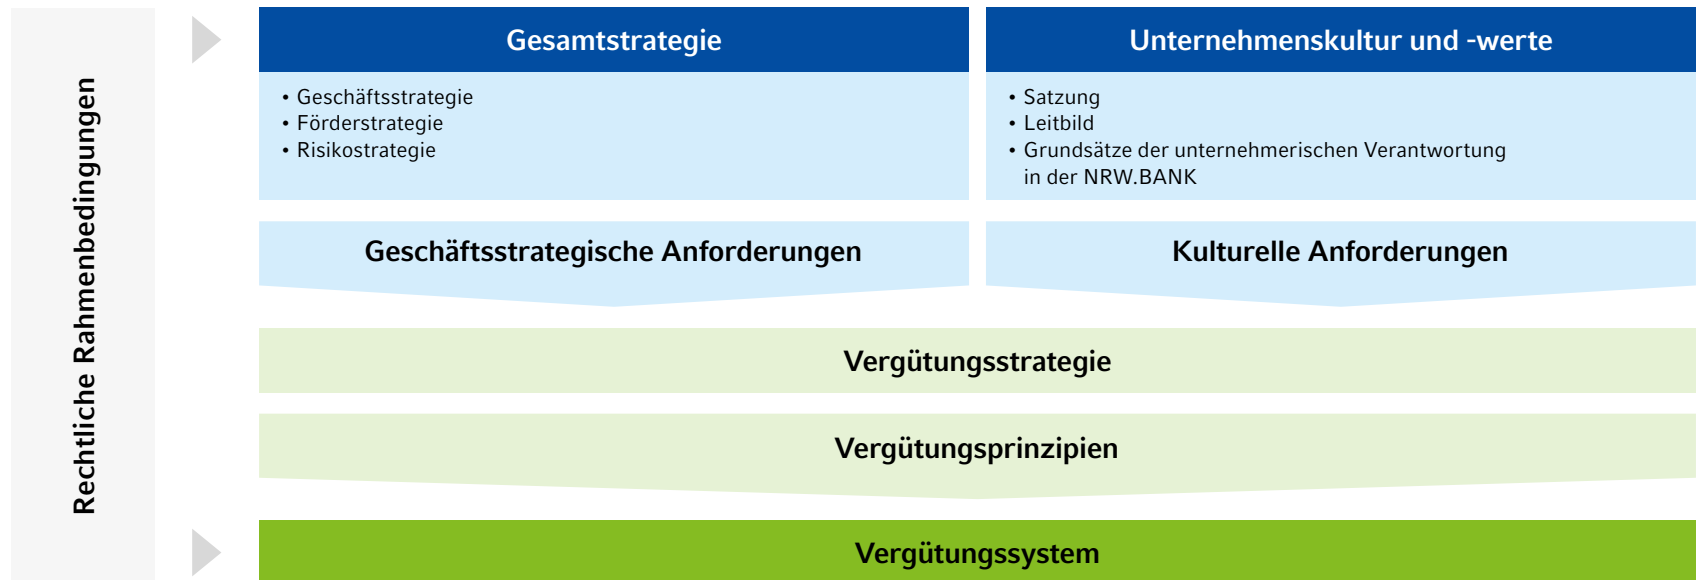 Rechtliche Rahmenbedingungen
Gesamtstrategie
• Geschäftsstrategie
• Förderstrategie
• Risikostrategie
Unternehmenskultur und -werte
• Satzung
• Leitbild
• Grundsätze der unternehmerischen Verantwortung
in der NRW.BANK
Geschäftsstrategische Anforderungen
Kulturelle Anforderungen
Vergütungsstrategie
Vergütungsprinzipien
Vergütungssystem